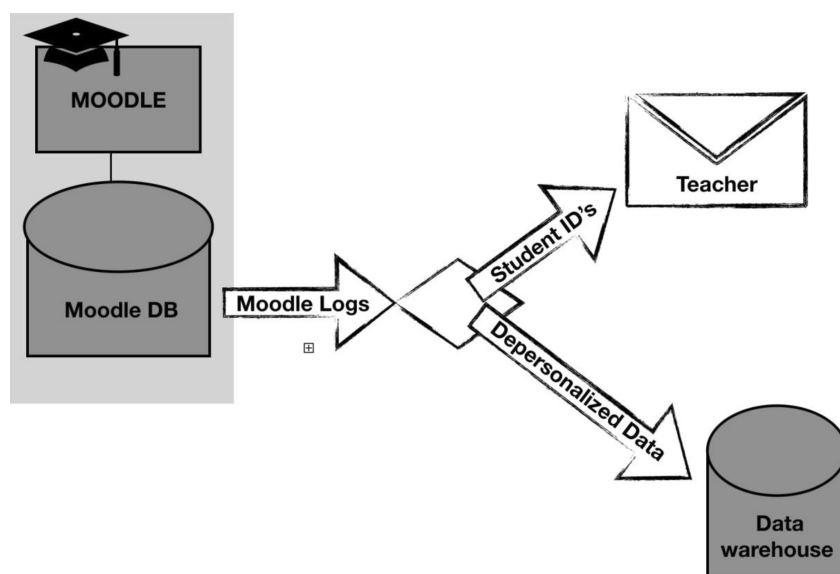 MOODLE
Moodle DB
Moodle Logs
Student ID's
Teacher
Depersonalized Data
Data
warehouse